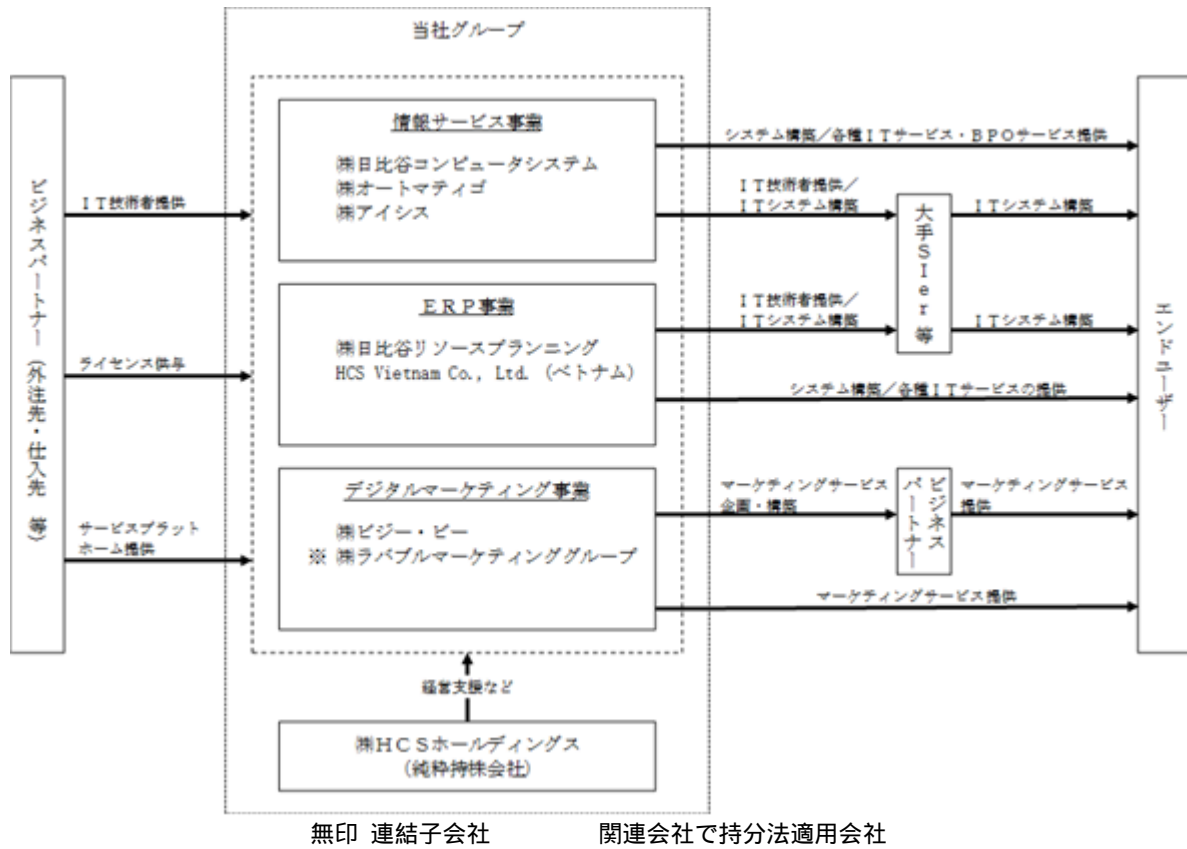 当社グループ
ビジネスパートナー(外注先・仕入先 等)
IT技術者提供
ライセンス供与
サービスプラット
ホーム提供
情報サービス事業
㈱日比谷コンピュータシステム
㈱オートマティゴ
㈱アイシス
ERP事業
㈱日比谷リソースプランニング
HCS Vietnam Co., Ltd. (ベトナム)
デジタルマーケティング事業
㈱ビジー・ビー
※ ㈱ラバブルマーケティンググループ
経営支援など
㈱HCSホールディングス
(純粋持株会社)
システム構築/各種ITサービス・BPOサービス提供
IT技術者提供/
ITシステム構築
大手SIer 等
ITシステム構築
IT技術者提供/
ITシステム構築
ITシステム構築
システム構築/各種ITサービスの提供
マーケティングサービス
企画・構築
ビジネス
パートナー
マーケティングサービス
提供
マーケティングサービス提供
エンドユーザー
無印 連結子会社 関連会社で持分法適用会社